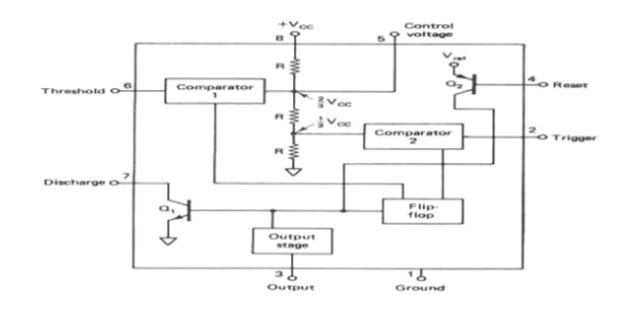 +Vcc
8
Control
voltage
5
R
Vref
Q2
4
Reset
Threshold
6
Comparator
1
2/3 Vcc
R
1/3 Vcc
Comparator
2
2
Trigger
R
Discharge
7
Q1
Flip-
flop
Output
stage
3
Output
1
Ground